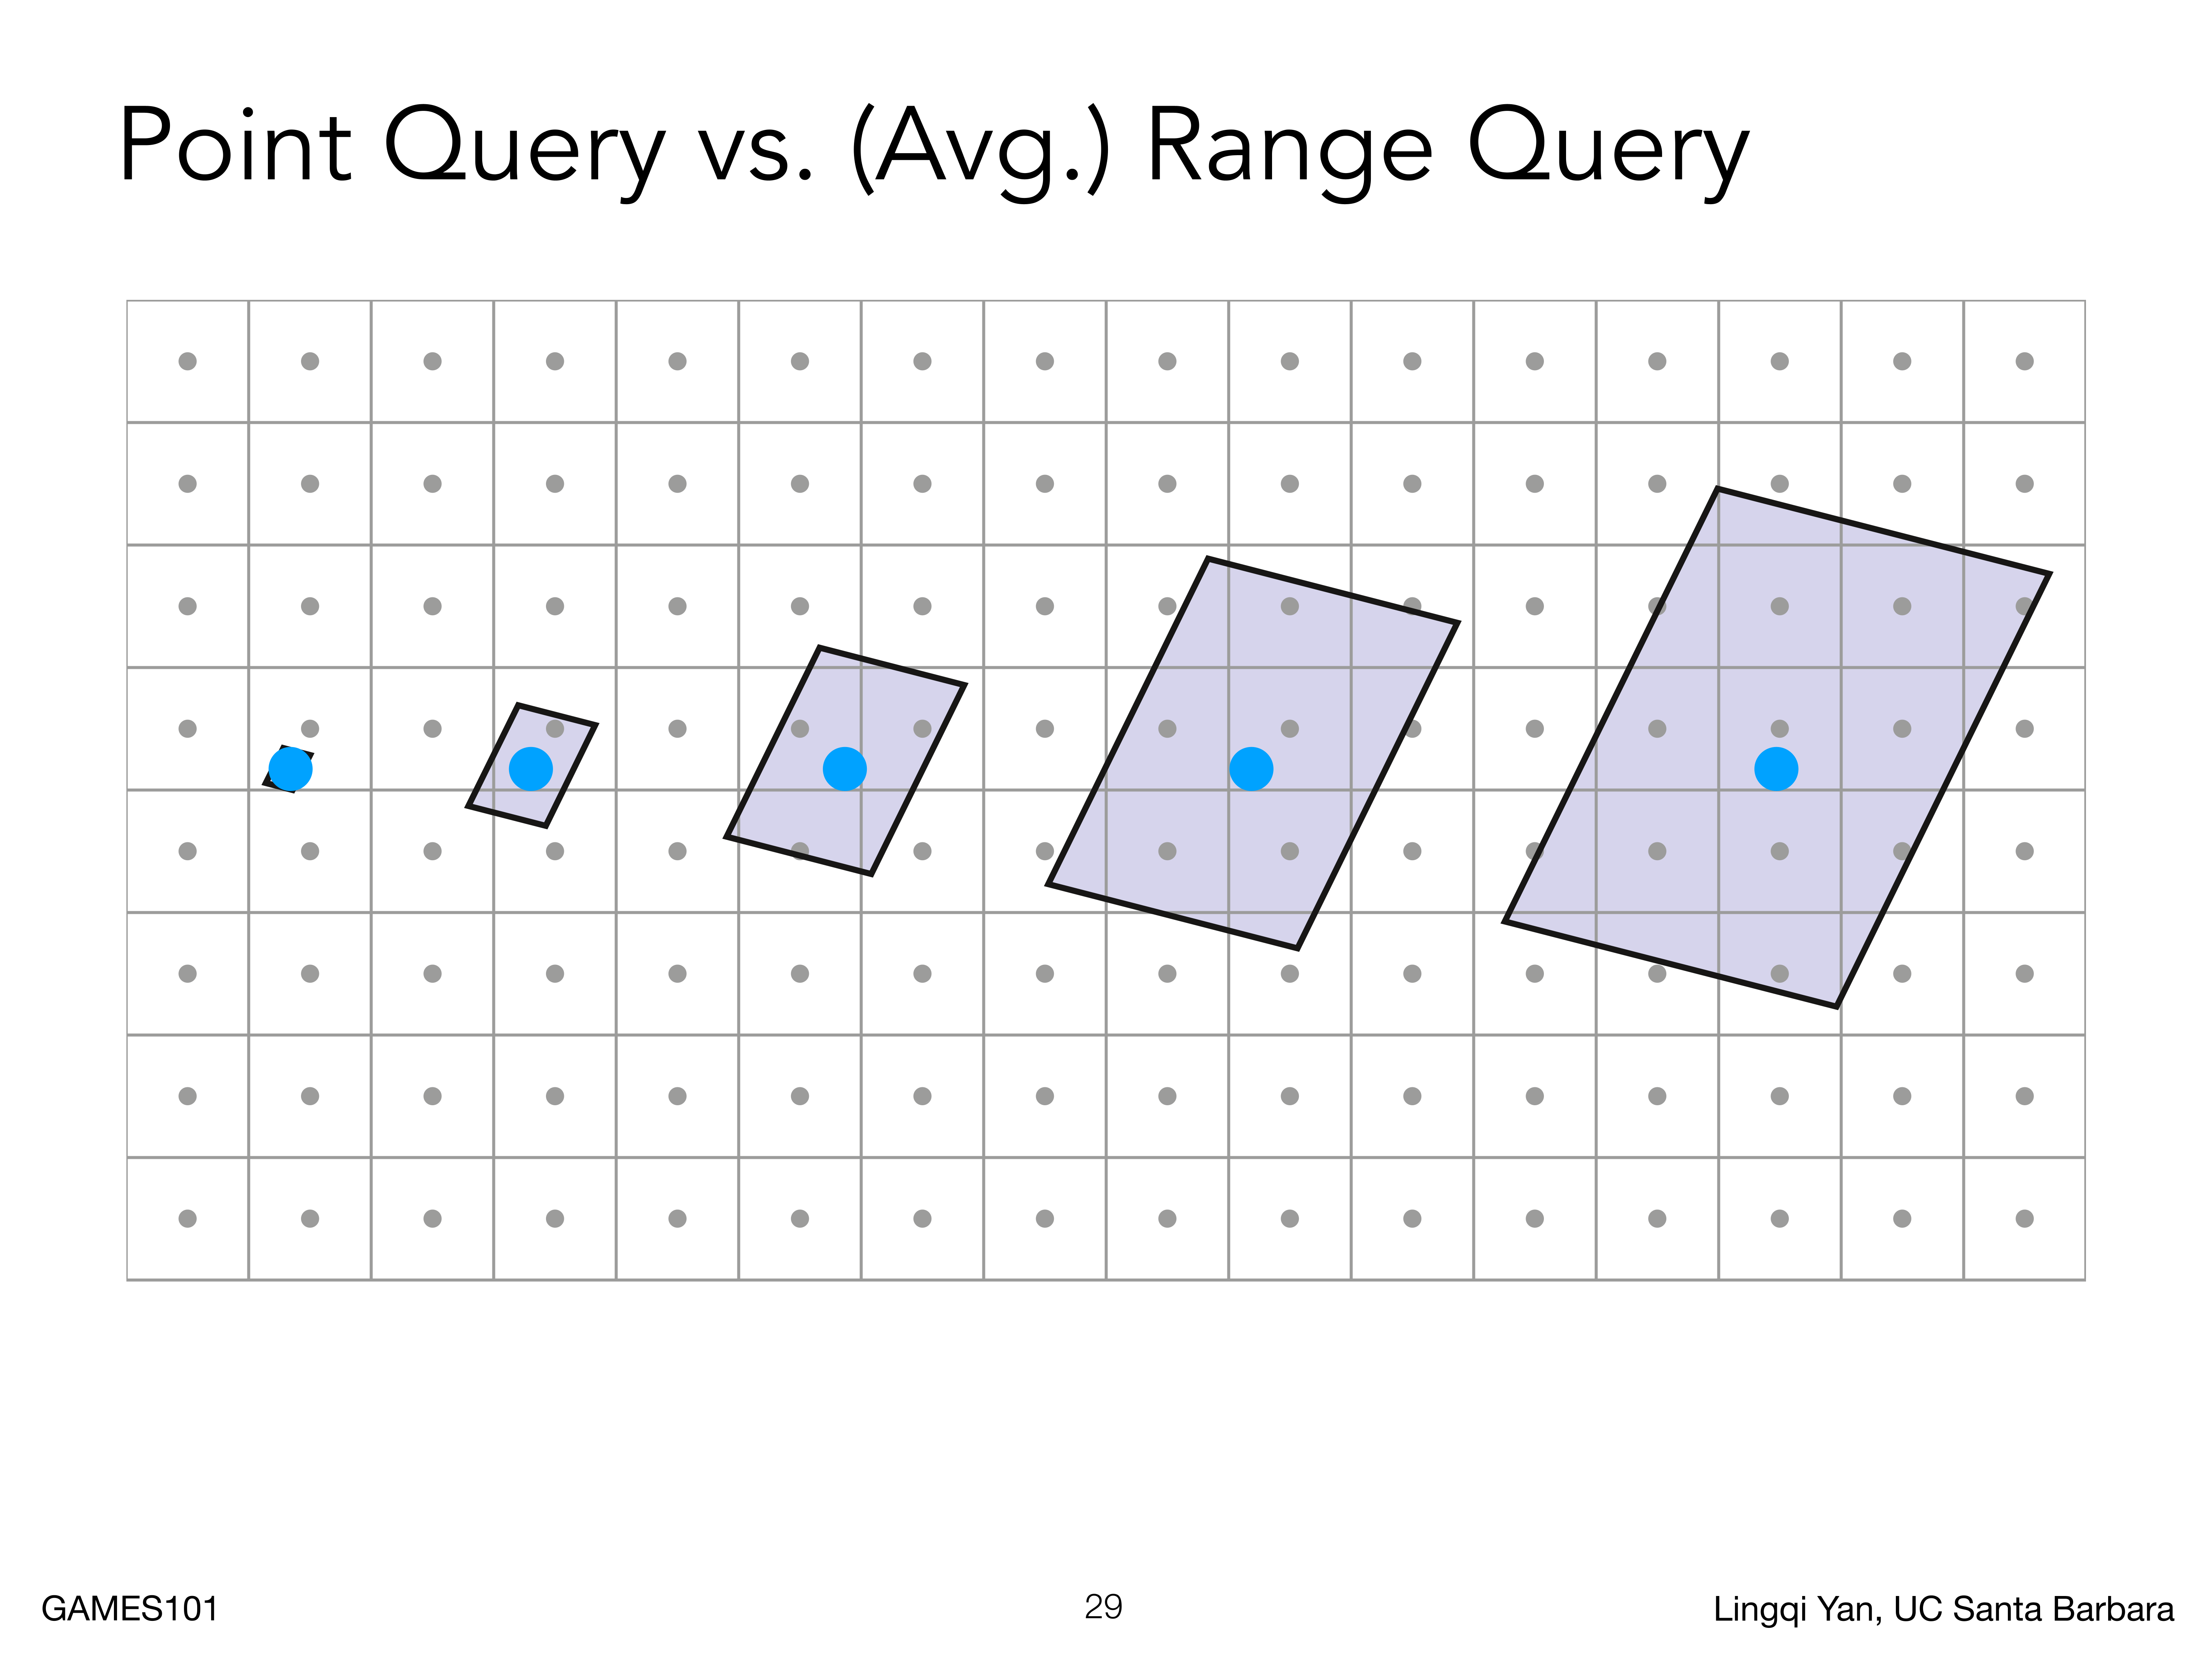 Point Query vs. (Avg.) Range Query
GAMES101
29
Lingqi Yan, UC Santa Barbara